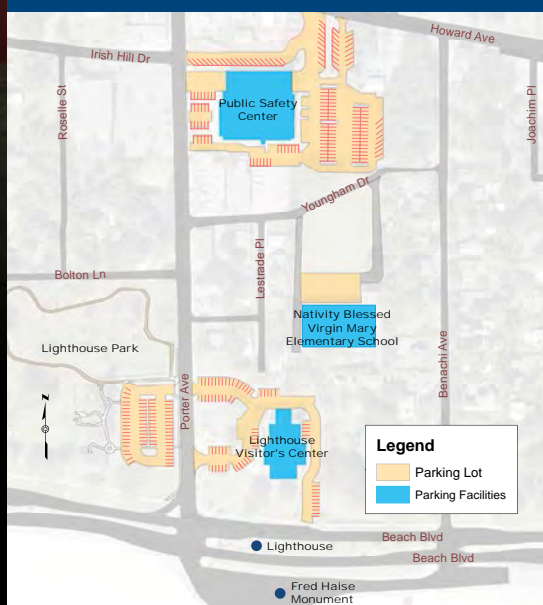 Howard Ave
Irish Hill Dr
Roselle St
Joachim Pl
Public Safety
Center
Youngham Dr
Lestrade Pl
Bolton Ln
Nativity Blessed
Virgin Mary
Elementary School
Lighthouse Park
Porter Ave
Benachi Ave
N
Lighthouse
Visitor's Center
Legend
Parking Lot
Parking Facilities
Beach Blvd
Lighthouse
Beach Blvd
Fred Haise
Monument